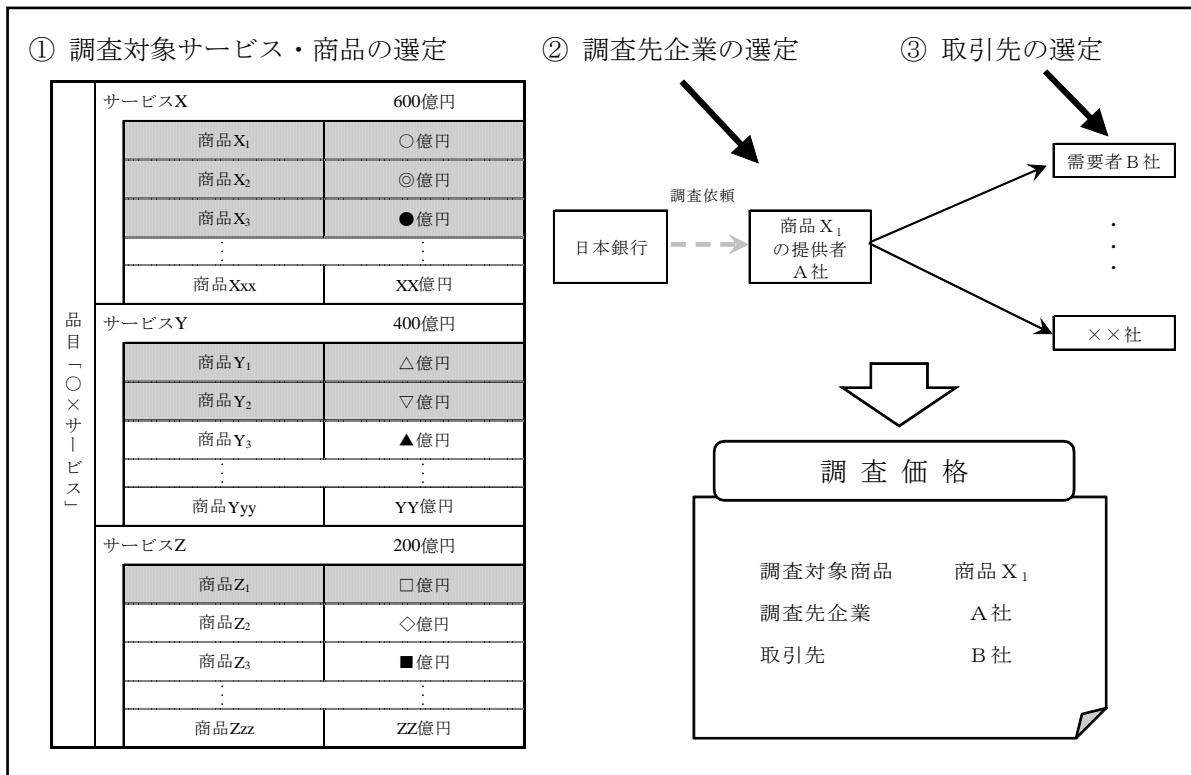 ① 調査対象サービス・商品の選定
② 調査先企業の選定
③ 取引先の選定
品目「○×サービス」
サービスX 600億円
商品X₁ ○億円
商品X₂ ◎億円
商品X₃ ●億円
: :
商品Xxx XX億円
サービスY 400億円
商品Y₁ △億円
商品Y₂ ▽億円
商品Y₃ ▲億円
: :
商品Yyy YY億円
サービスZ 200億円
商品Z₁ □億円
商品Z₂ ◇億円
商品Z₃ ■億円
: :
商品Zzz ZZ億円
日本銀行
調査依頼
商品X₁
の提供者
A社
需要者B社
・
・
・
××社
調査価格
調査対象商品 商品X₁
調査先企業 A社
取引先 B社